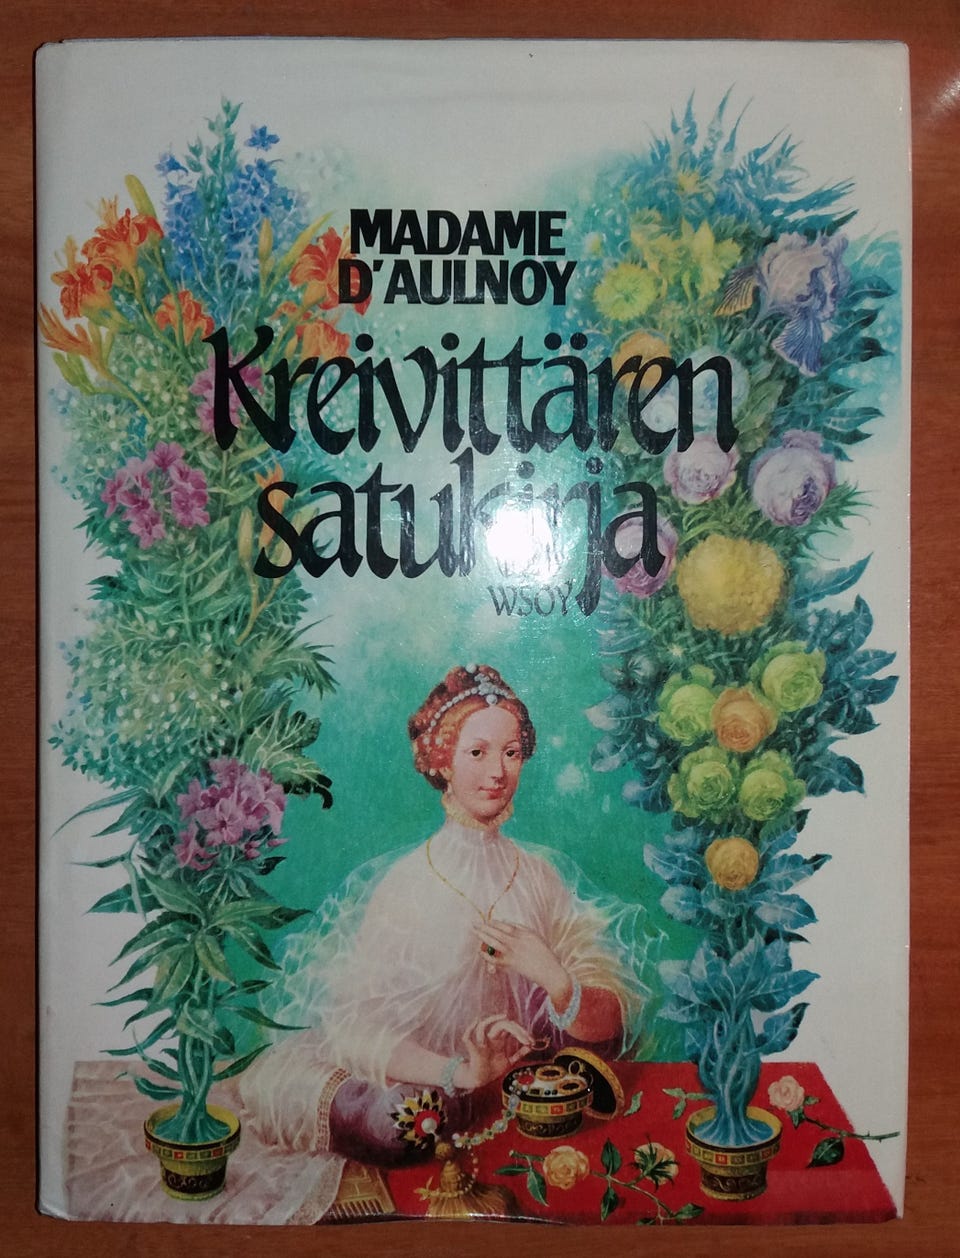 MADAME
D'AULNOY
Kreivittären
satukirja
WSOY